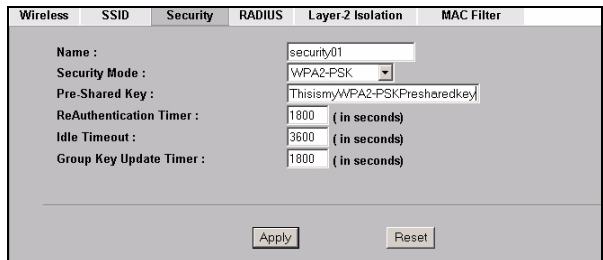 Wireless SSID Security RADIUS Layer-2 Isolation MAC Filter
Name : security01
Security Mode : WPA2-PSK
Pre-Shared Key : ThisismyWPA2-PSKPresharedkey
ReAuthentication Timer : 1800 ( in seconds)
Idle Timeout : 3600 ( in seconds)
Group Key Update Timer : 1800 ( in seconds)
Apply Reset